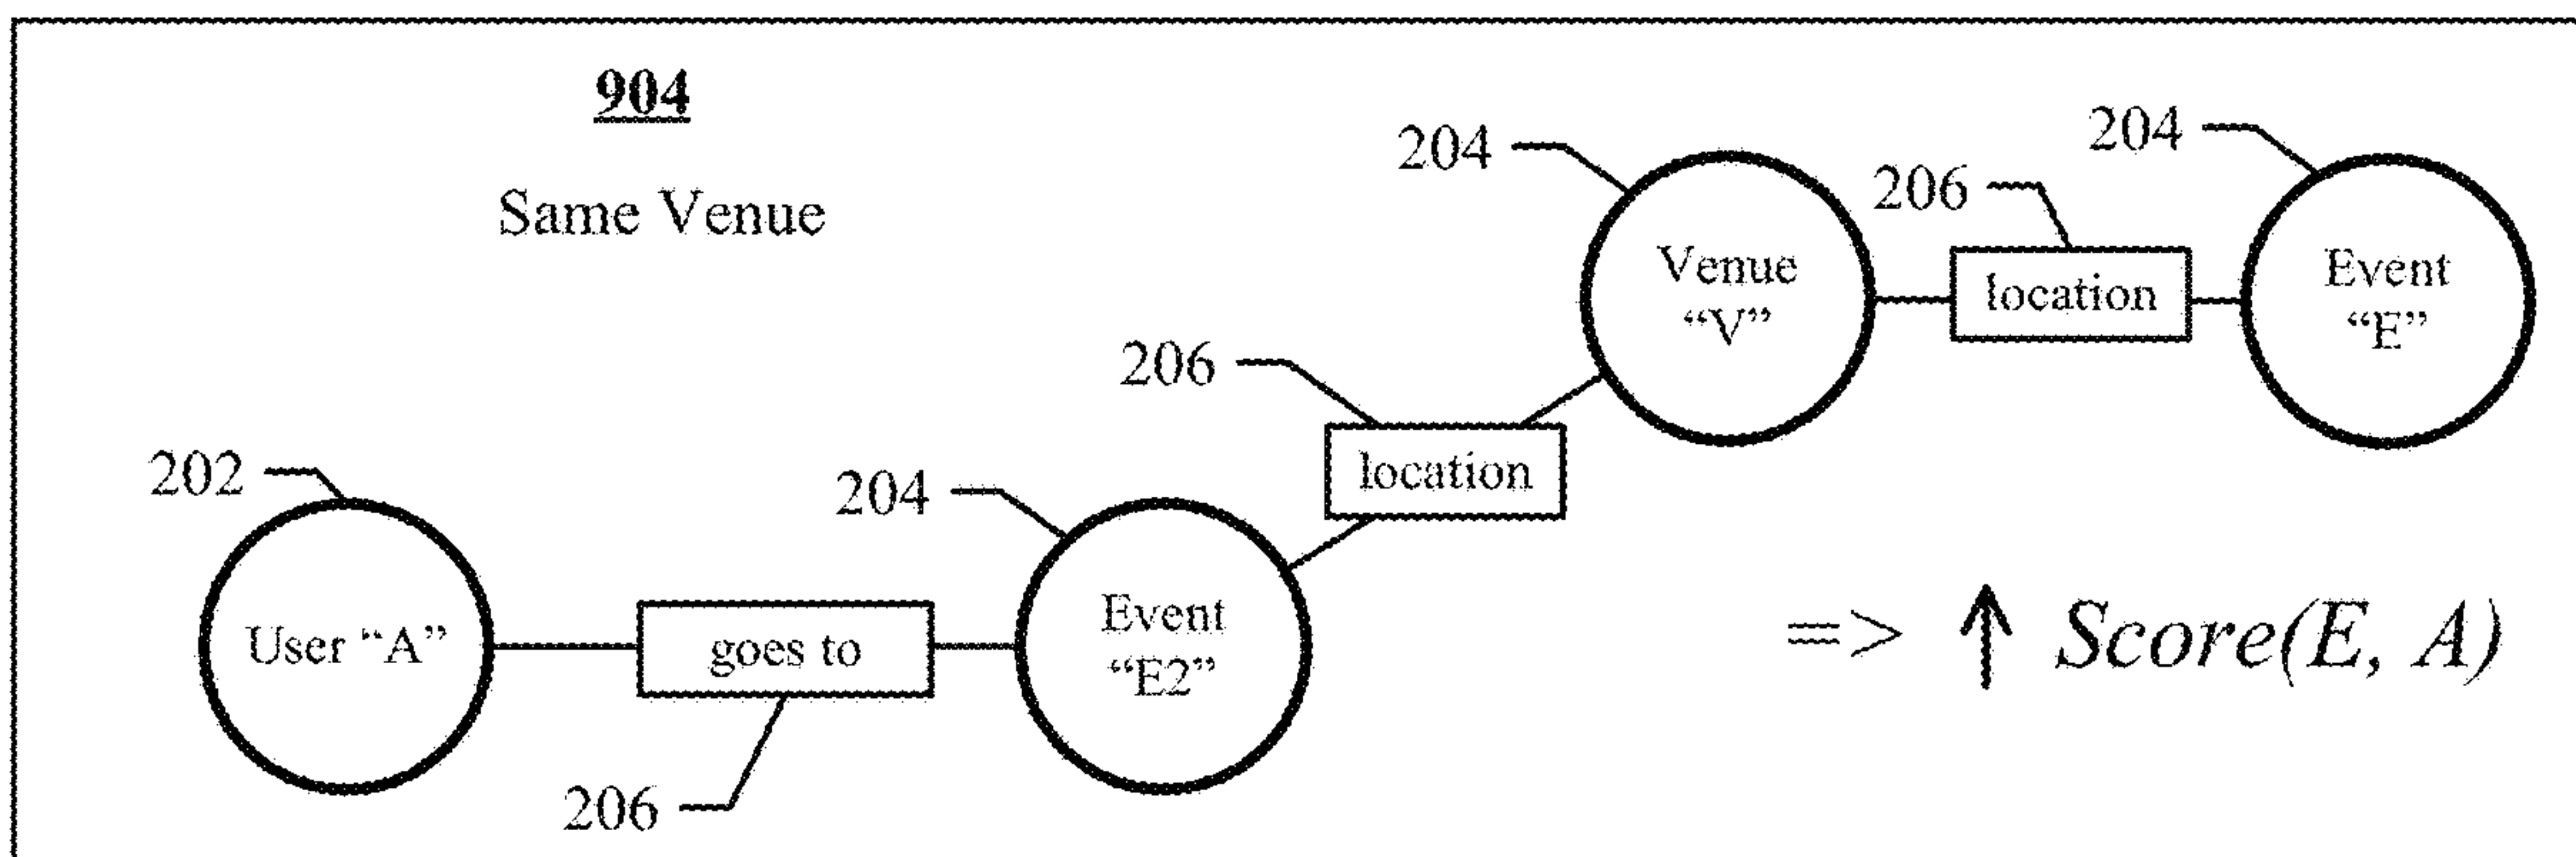 904
Same Venue
204
204
206
Venue
“V”
location
Event
“E”
206
location
202
204
User “A”
goes to
Event
“E2”
=> ↑ Score(E, A)
206